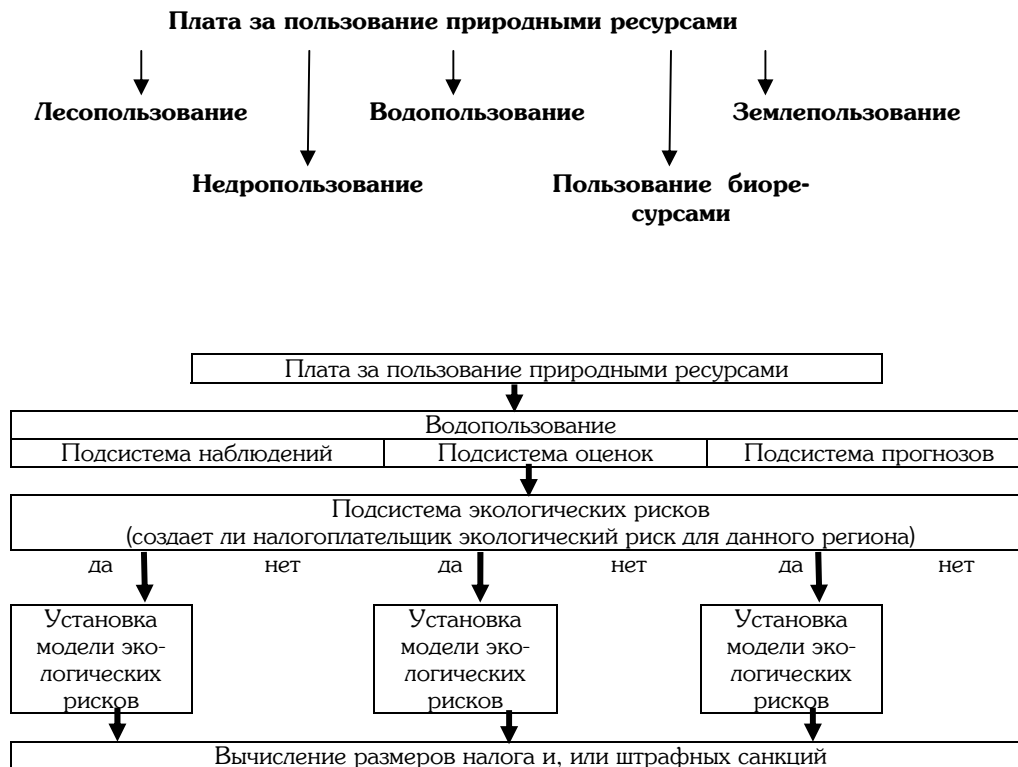 Плата за пользование природными ресурсами
Лесопользование Водопользование Землепользование
Недропользование Пользование биоре-
сурсами
Плата за пользование природными ресурсами
Водопользование
Подсистема наблюдений Подсистема оценок Подсистема прогнозов
Подсистема экологических рисков
(создает ли налогоплательщик экологический риск для данного региона)
да нет да нет да нет
Установка
модели эко-
логических
рисков
Установка
модели эко-
логических
рисков
Установка
модели эко-
логических
рисков
Вычисление размеров налога и, или штрафных санкций